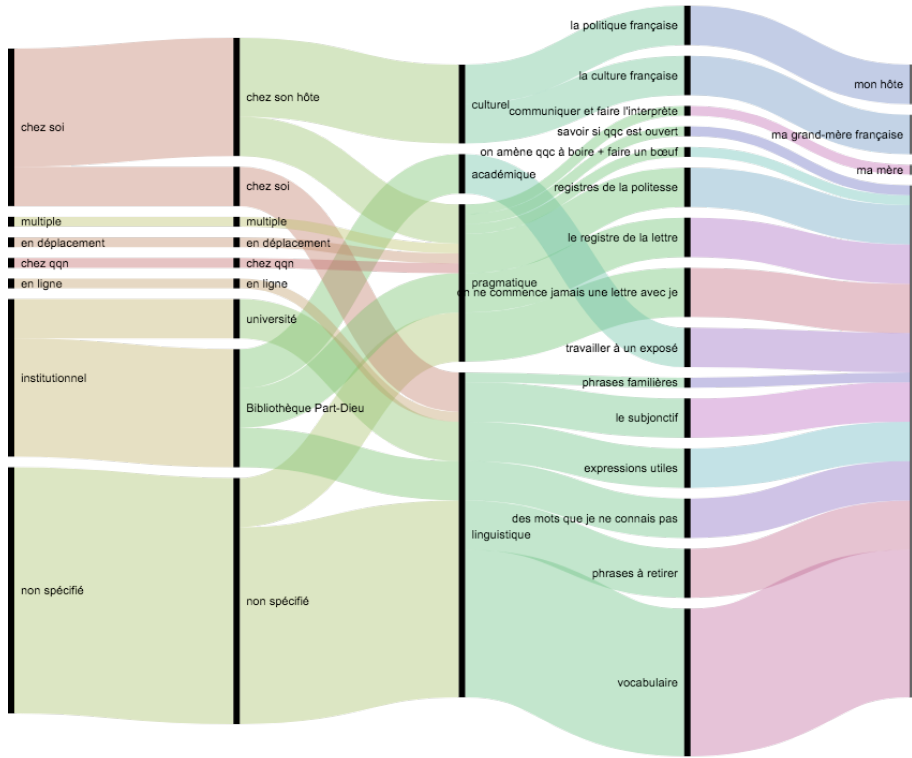 chez soi
multiple
en déplacement
chez qqn
en ligne
institutionnel
non spécifié
chez son hôte
chez soi
multiple
en déplacement
chez qqn
en ligne
université
Bibliothèque Part-Dieu
non spécifié
culturel
académique
pragmatique
linguistique
la politique française
la culture française
communiquer et faire l'interprète
savoir si qqc est ouvert
on amène qqc à boire + faire un bœuf
registres de la politesse
le registre de la lettre
on ne commence jamais une lettre avec je
travailler à un exposé
phrases familières
le subjonctif
expressions utiles
des mots que je ne connais pas
phrases à retirer
vocabulaire
mon hôte
ma grand-mère française
ma mère